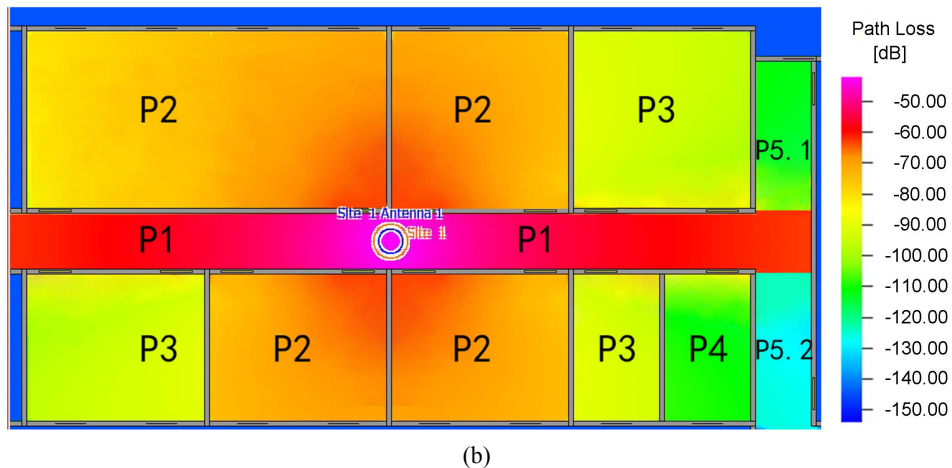 Path Loss
[dB]
-50.00
-60.00
-70.00
-80.00
-90.00
-100.00
-110.00
-120.00
-130.00
-140.00
-150.00
P2
P2
P3
P5.1
Site 1 Antenna 1
Site 1
P1
P1
P3
P2
P2
P3
P4
P5.2
(b)